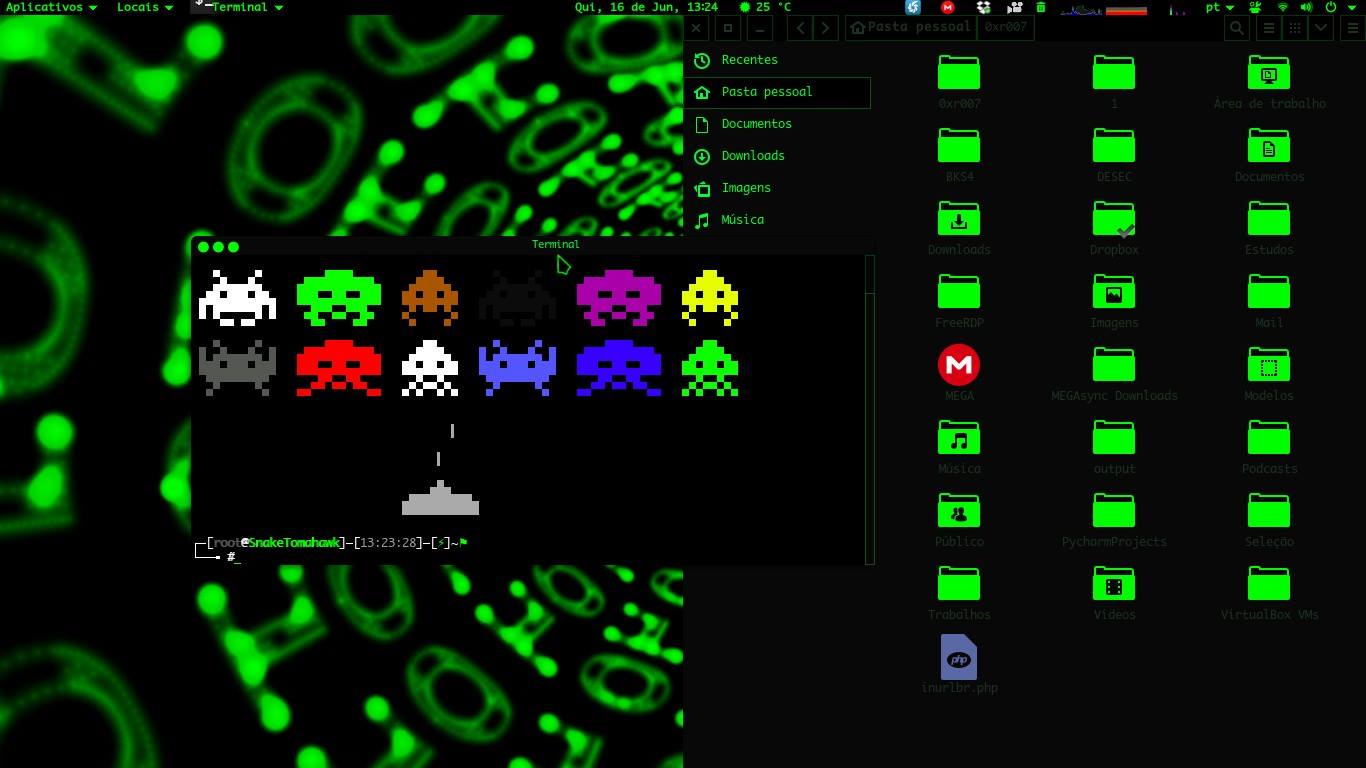 Aplicativos Locais Terminal Qui, 16 de Jun, 13:24 25 °C pt
Pasta pessoal 0xr007
Recentes
Pasta pessoal
Documentos
Downloads
Imagens
Música
0xr007 1 Área de trabalho
BKS4 DESEC Documentos
Downloads Dropbox Estudos
FreeRDP Imagens Mail
M
MEGA MEGAsync Downloads Modelos
Música output Podcasts
Público PycharmProjects Seleção
Trabalhos Vídeos VirtualBox VMs
php
inurlbr.php
Terminal
┌─[root@SnakeTomahawk]─[13:23:28]─[⚡]~⚑
└──╼ #_